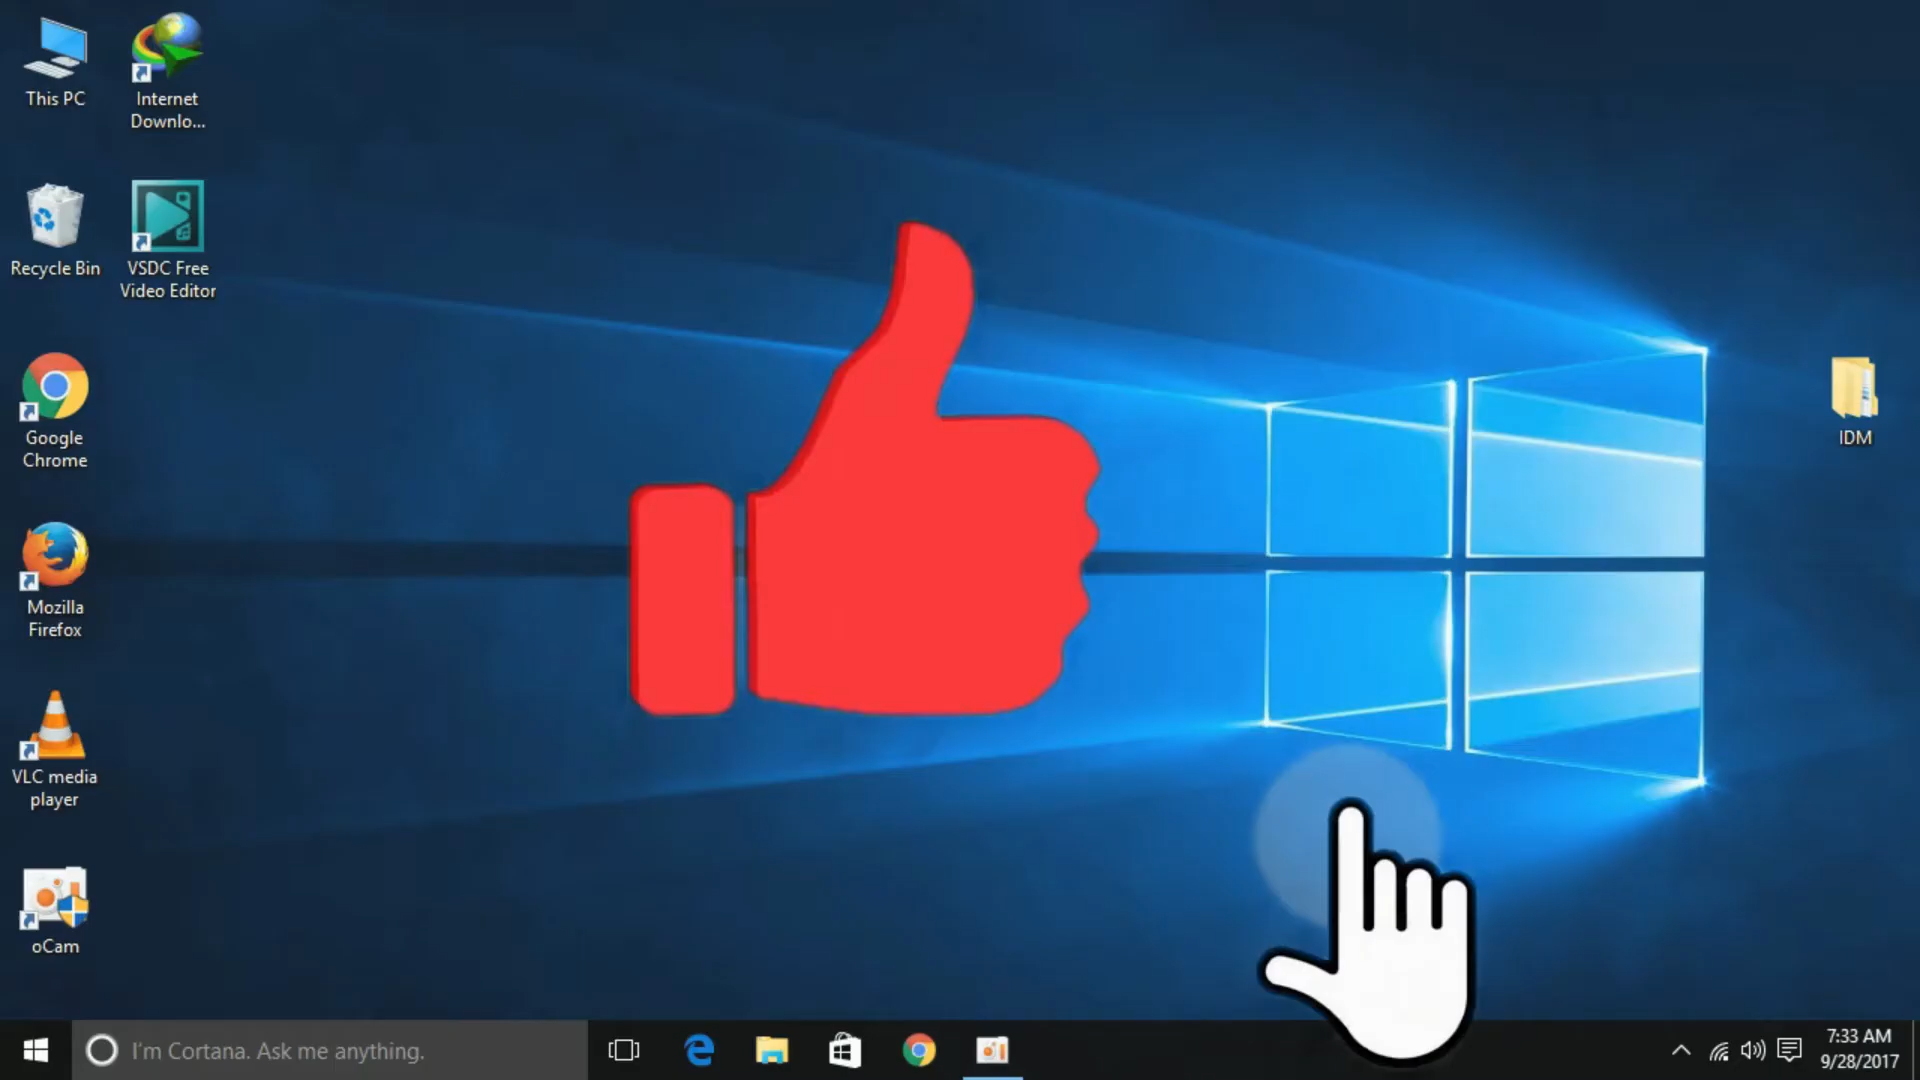 This PC
Internet
Downlo...
Recycle Bin
VSDC Free
Video Editor
Google
Chrome
IDM
Mozilla
Firefox
VLC media
player
oCam
I'm Cortana. Ask me anything.
7:33 AM
9/28/2017